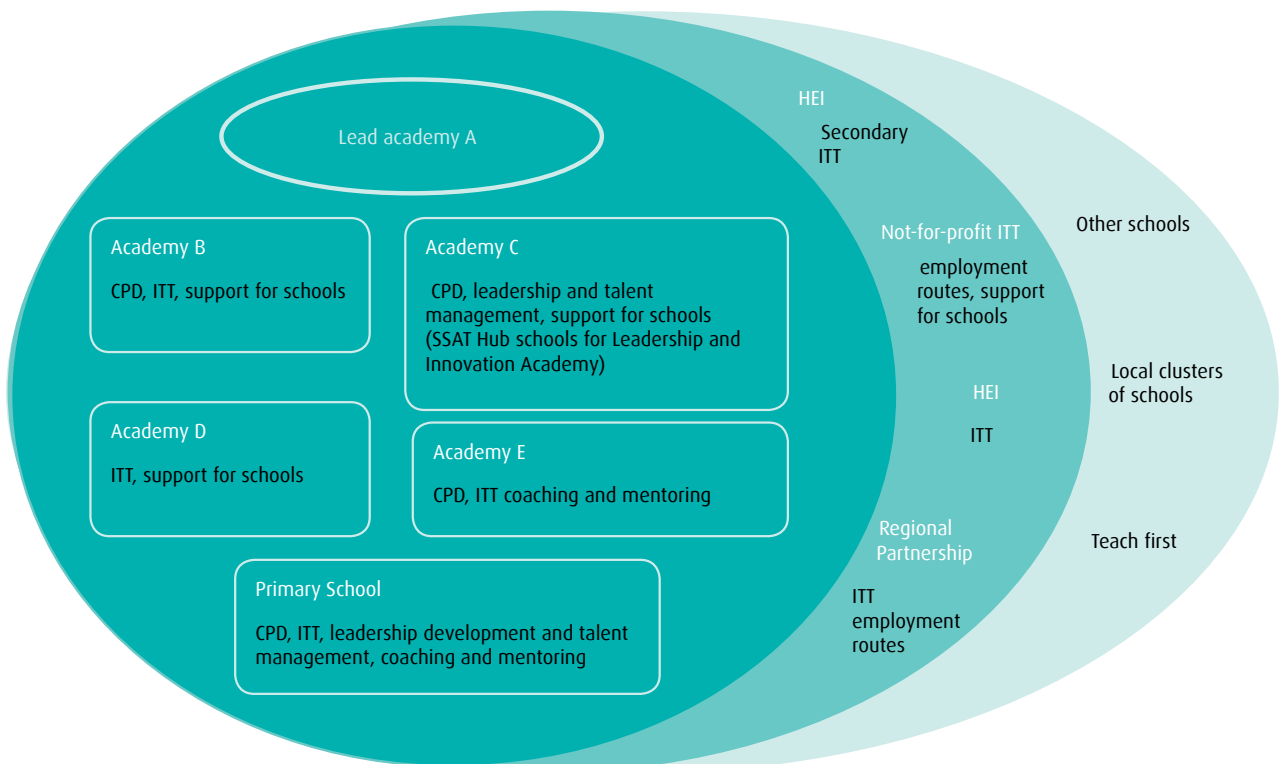 Lead academy A
Academy B
CPD, ITT, support for schools
Academy C
CPD, leadership and talent
management, support for schools
(SSAT Hub schools for Leadership and
Innovation Academy)
Academy D
ITT, support for schools
Academy E
CPD, ITT coaching and mentoring
Primary School
CPD, ITT, leadership development and talent
management, coaching and mentoring
HEI
Secondary
ITT
Not-for-profit ITT
employment
routes, support
for schools
HEI
ITT
Regional
Partnership
ITT
employment
routes
Other schools
Local clusters
of schools
Teach first